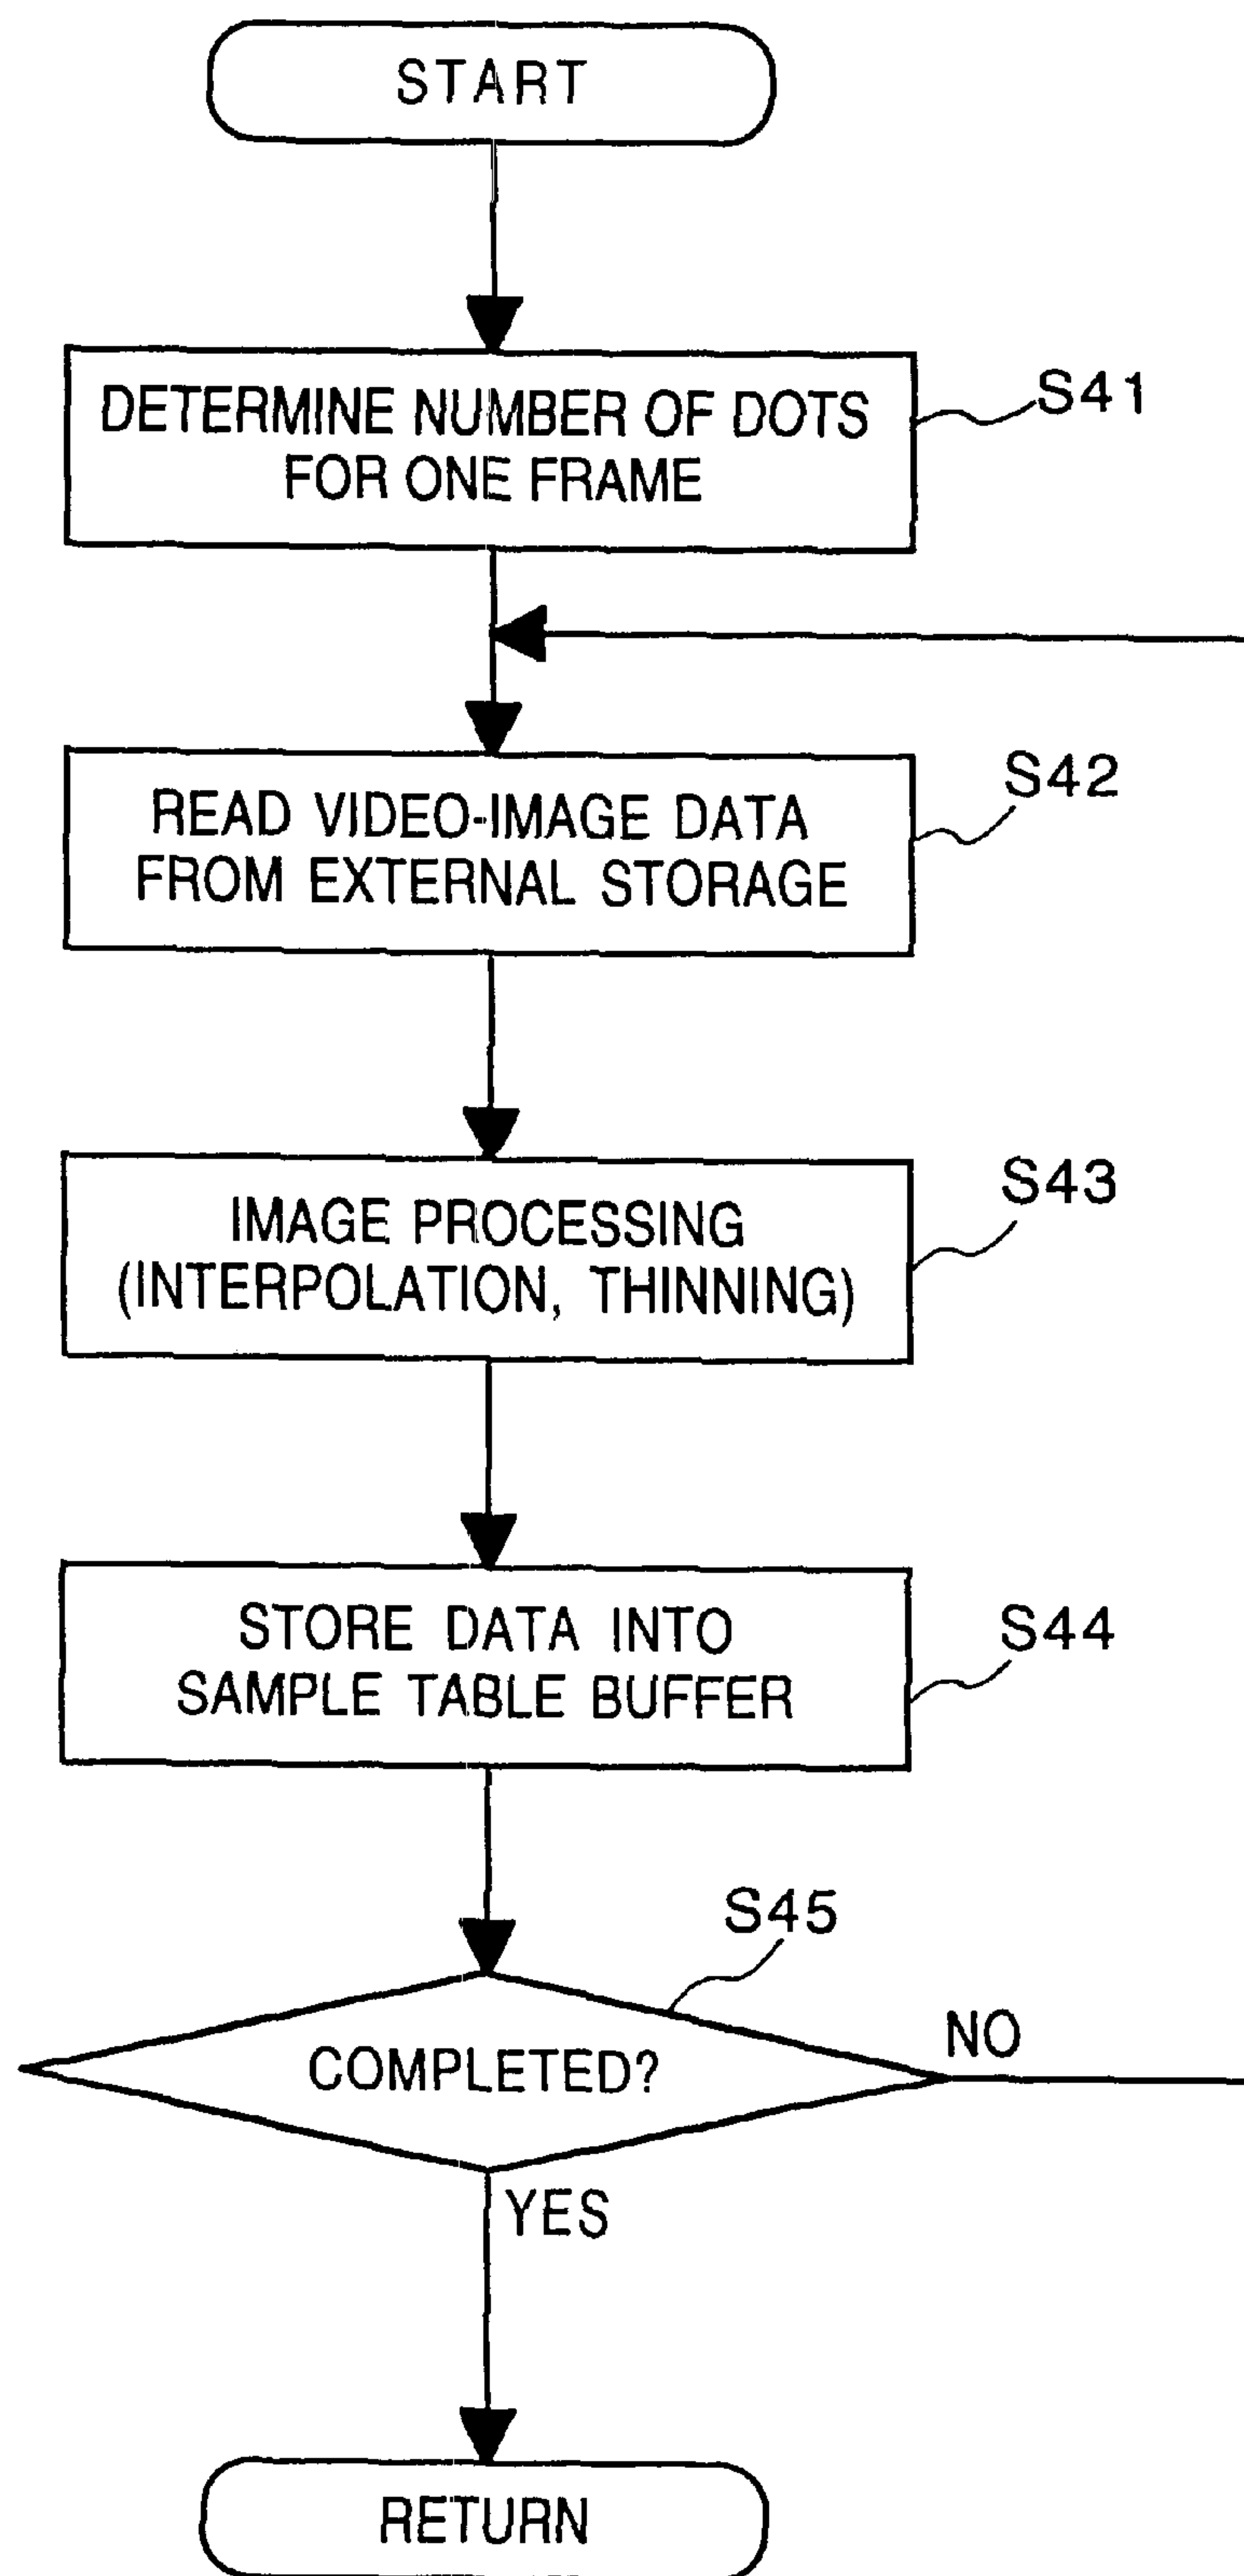 START
DETERMINE NUMBER OF DOTS
FOR ONE FRAME
S41
READ VIDEO-IMAGE DATA
FROM EXTERNAL STORAGE
S42
IMAGE PROCESSING
(INTERPOLATION, THINNING)
S43
STORE DATA INTO
SAMPLE TABLE BUFFER
S44
S45
COMPLETED?
NO
YES
RETURN